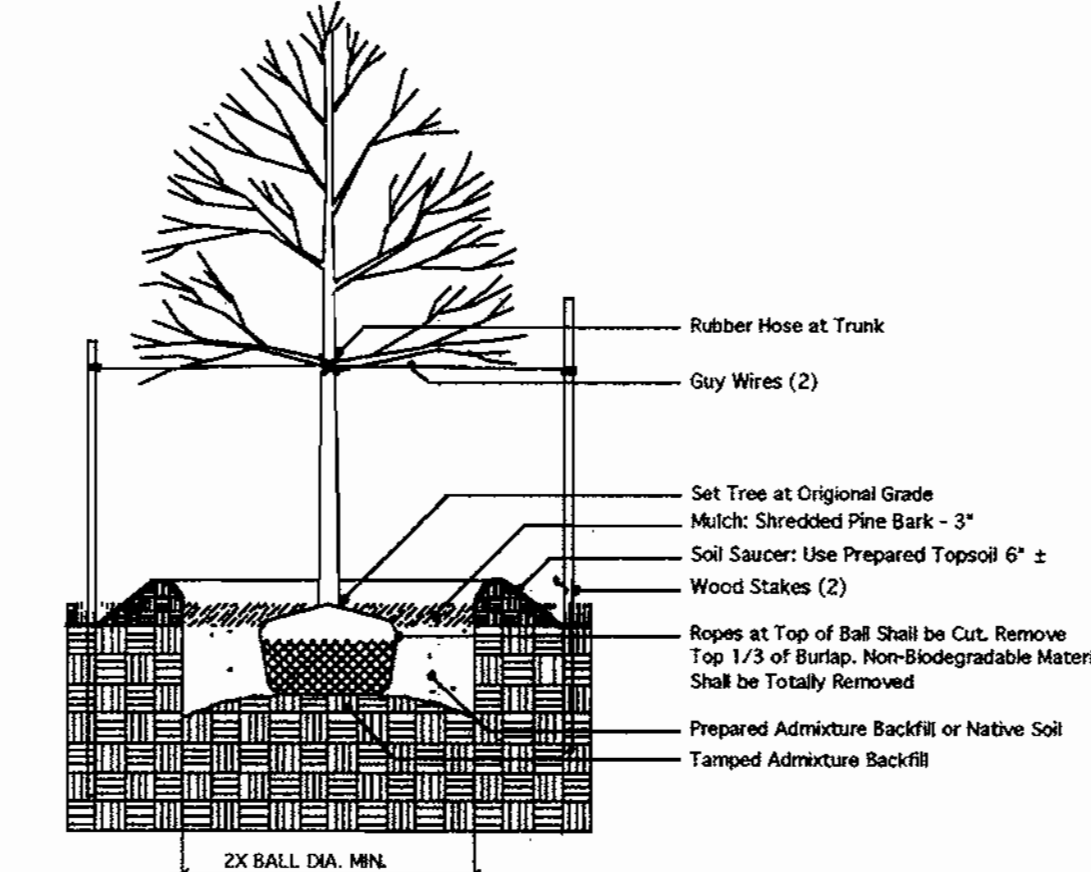 Rubber Hose at Trunk
Guy Wires (2)
Set Tree at Origional Grade
Mulch: Shredded Pine Bark - 3"
Soil Saucer: Use Prepared Topsoil 6" ±
Wood Stakes (2)
Ropes at Top of Ball Shall be Cut. Remove
Top 1/3 of Burlap. Non-Biodegradable Materi
Shall be Totally Removed
Prepared Admixture Backfill or Native Soil
Tamped Admixture Backfill
2X BALL DIA. MIN.